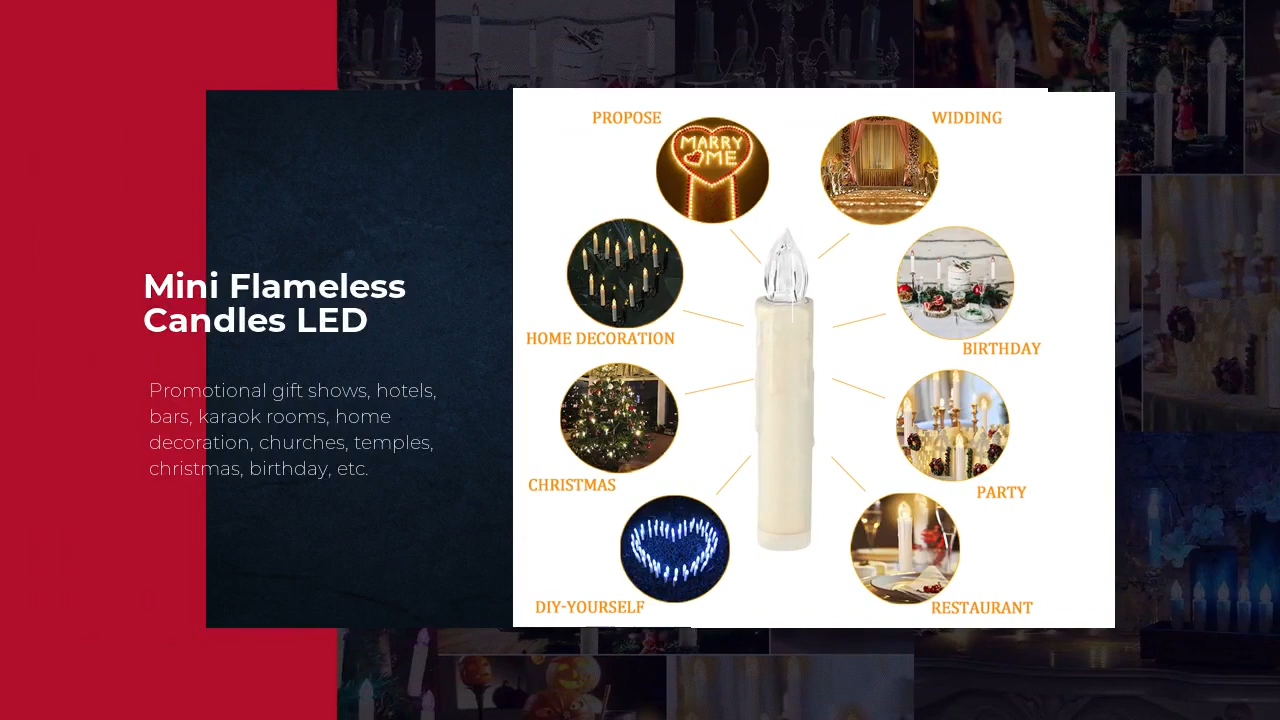 Mini Flameless
Candles LED
Promotional gift shows, hotels,
bars, karaok rooms, home
decoration, churches, temples,
christmas, birthday, etc.
PROPOSE
WIDDING
MARRY
ME
HOME DECORATION
BIRTHDAY
CHRISTMAS
PARTY
DIY-YOURSELF
RESTAURANT